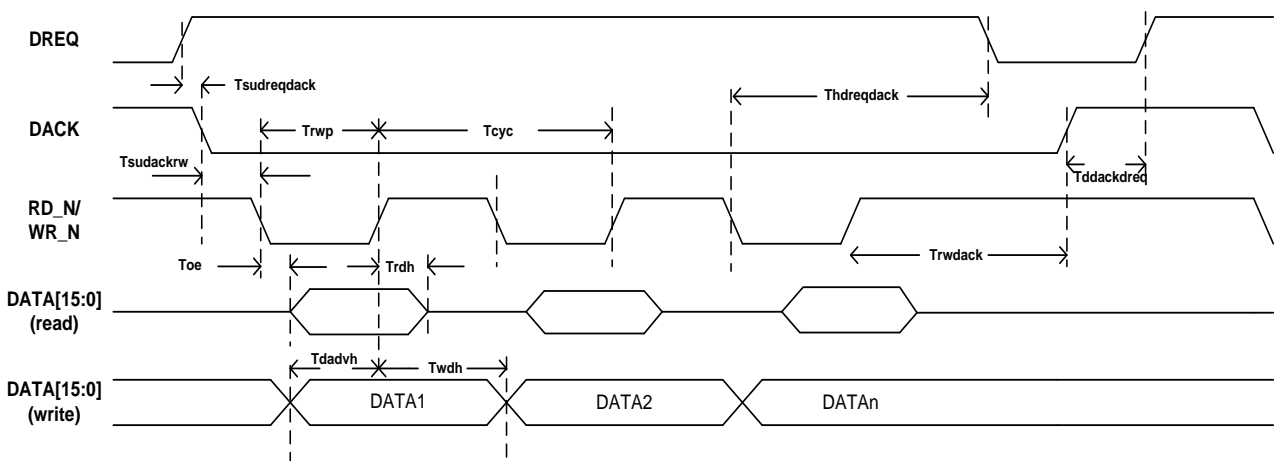 DREQ
Tsudreqdack
Thdreqdack
DACK
Trwp
Tcyc
Tsudackrw
Tddackdreq
RD_N/
WR_N
Toe
Trdh
Trwdack
DATA[15:0]
(read)
Tdadvh
Twdh
DATA[15:0]
(write)
DATA1
DATA2
DATAn